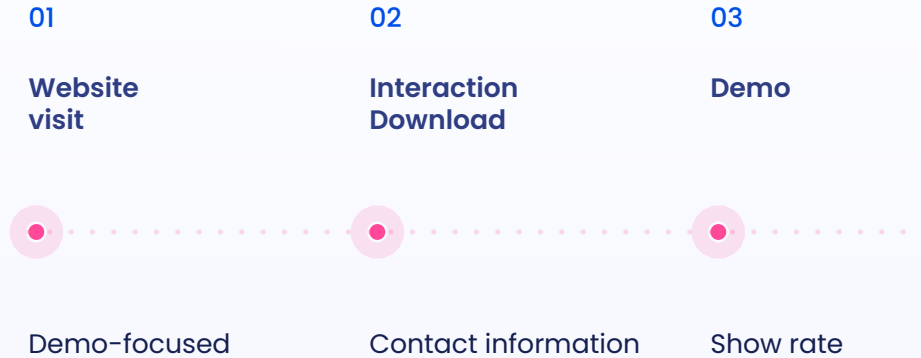 01
02
03
Website
visit
Interaction
Download
Demo
Demo-focused
Contact information
Show rate